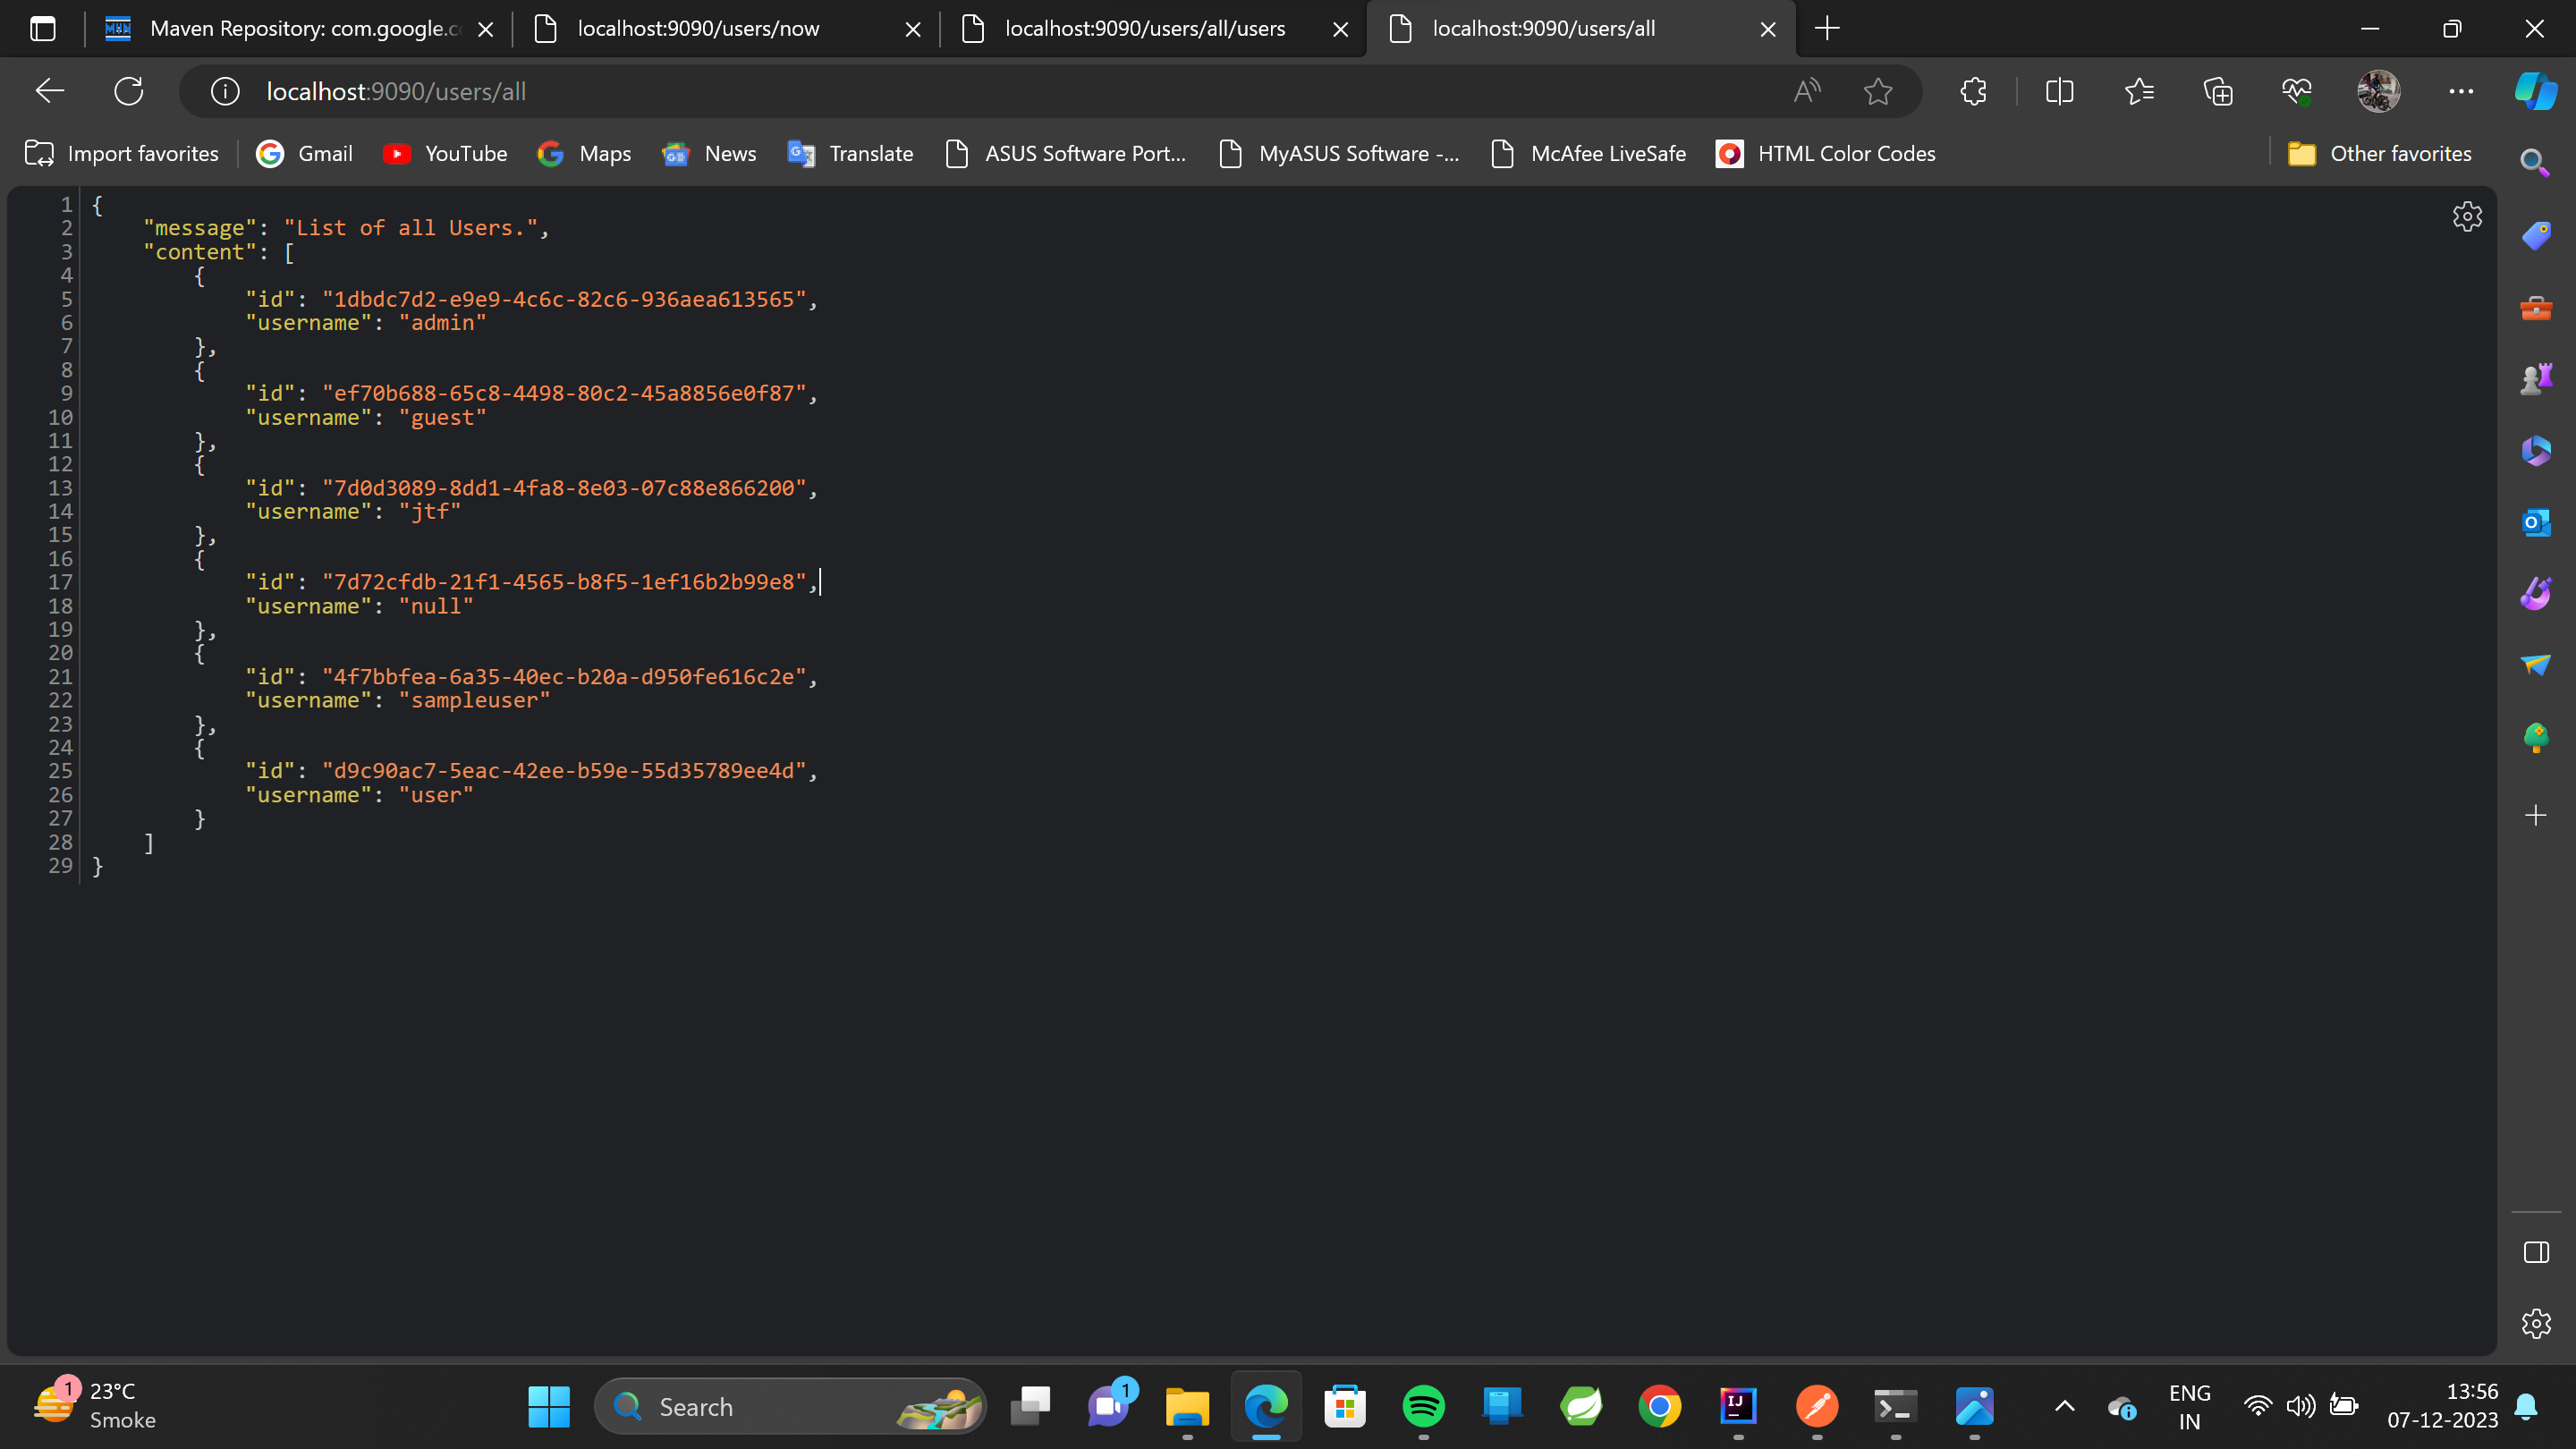 Maven Repository: com.google.c
localhost:9090/users/now
localhost:9090/users/all/users
localhost:9090/users/all
localhost:9090/users/all
Import favorites
Gmail
YouTube
Maps
News
Translate
ASUS Software Port...
MyASUS Software -...
McAfee LiveSafe
HTML Color Codes
Other favorites
1 {
2 "message": "List of all Users.",
3 "content": [
4 {
5 "id": "1dbdc7d2-e9e9-4c6c-82c6-936aea613565",
6 "username": "admin"
7 },
8 {
9 "id": "ef70b688-65c8-4498-80c2-45a8856e0f87",
10 "username": "guest"
11 },
12 {
13 "id": "7d0d3089-8dd1-4fa8-8e03-07c88e866200",
14 "username": "jtf"
15 },
16 {
17 "id": "7d72cfdb-21f1-4565-b8f5-1ef16b2b99e8",
18 "username": "null"
19 },
20 {
21 "id": "4f7bbfea-6a35-40ec-b20a-d950fe616c2e",
22 "username": "sampleuser"
23 },
24 {
25 "id": "d9c90ac7-5eac-42ee-b59e-55d35789ee4d",
26 "username": "user"
27 }
28 ]
29 }
1
23°C
Smoke
Search
1
IJ
ENG
IN
13:56
07-12-2023